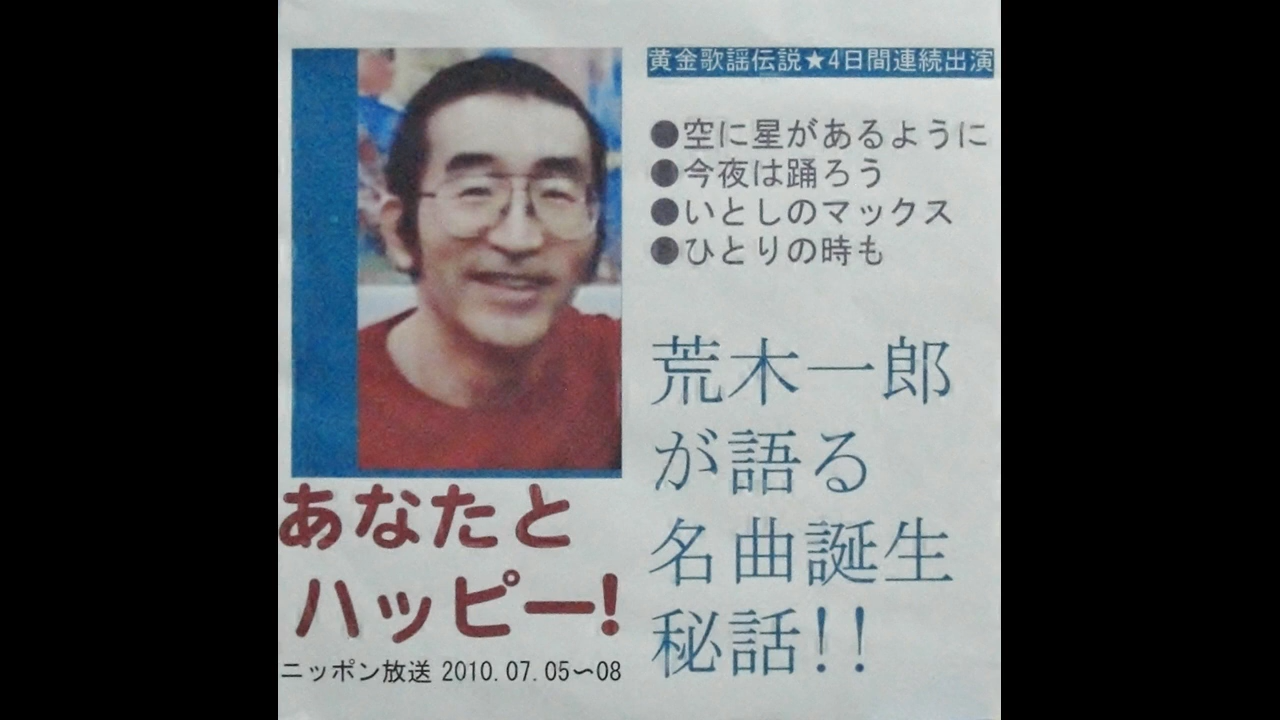 黄金歌謡伝説★4日間連続出演
●空に星があるように
●今夜は踊ろう
●いとしのマックス
●ひとりの時も
荒木一郎
が語る
名曲誕生
秘話!!
あなたと
ハッピー!
ニッポン放送 2010.07.05〜08